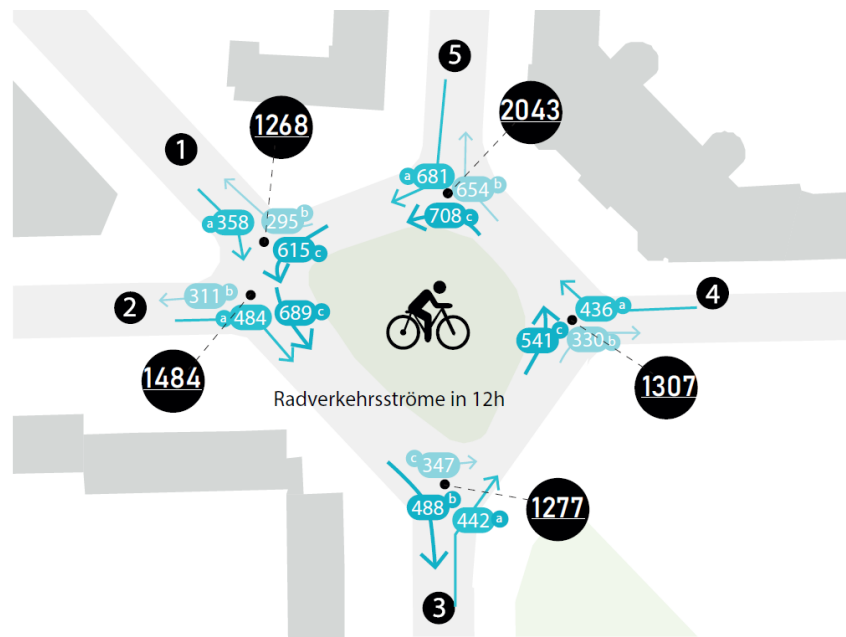 5
2043
1268
1
a 681
654 b
708 c
a 358
295 b
615 c
2
311 b
a 484
689 c
1484
4
436 a
541 c
330 b
1307
Radverkehrsströme in 12h
c 347
488 b
442 a
1277
3